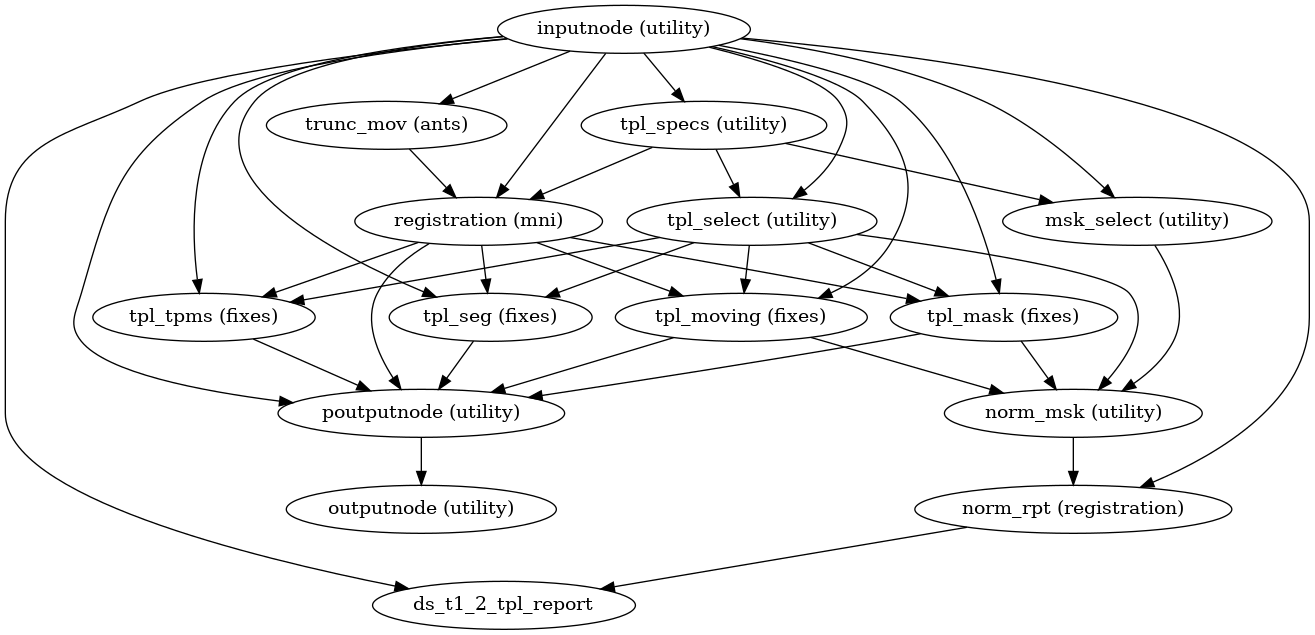 inputnode (utility)
trunc_mov (ants)
tpl_specs (utility)
registration (mni)
tpl_select (utility)
msk_select (utility)
tpl_tpms (fixes)
tpl_seg (fixes)
tpl_moving (fixes)
tpl_mask (fixes)
poutputnode (utility)
norm_msk (utility)
outputnode (utility)
norm_rpt (registration)
ds_t1_2_tpl_report